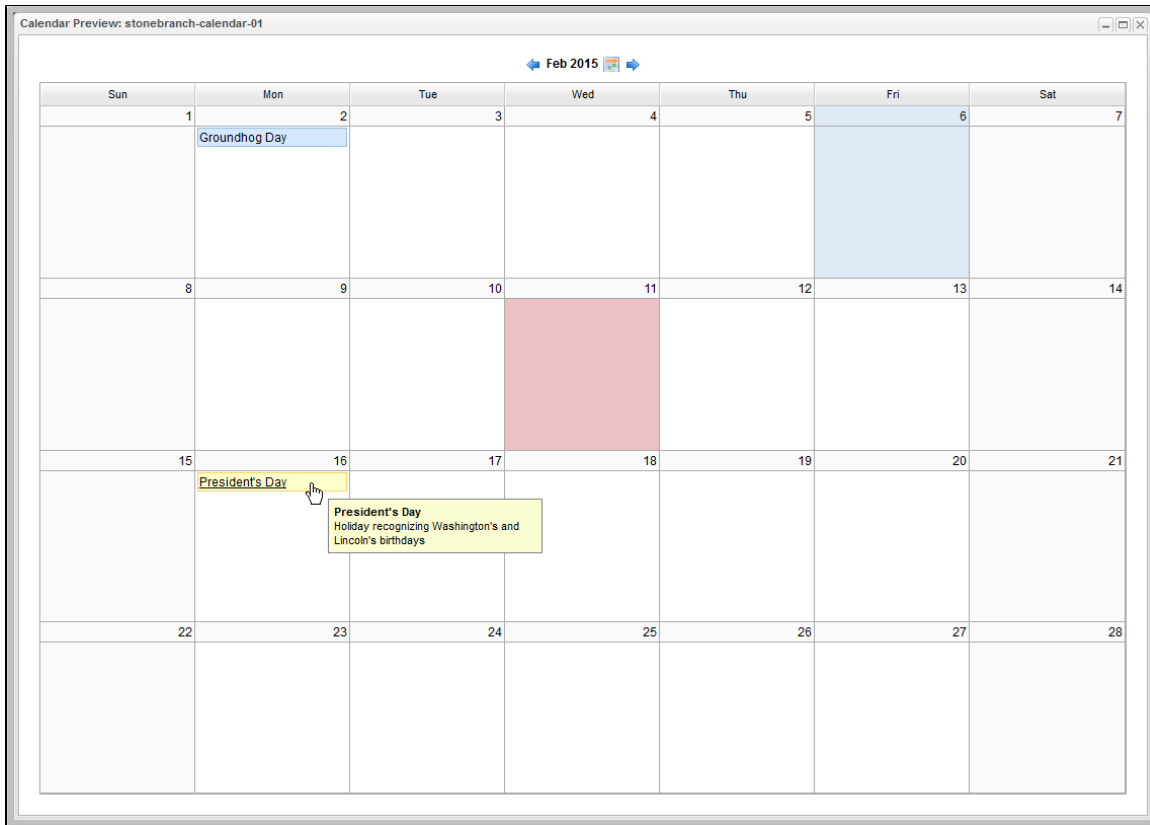 Calendar Preview: stonebranch-calendar-01
Feb 2015
Sun Mon Tue Wed Thu Fri Sat
1 2 3 4 5 6 7
Groundhog Day
8 9 10 11 12 13 14
15 16 17 18 19 20 21
President's Day
President's Day
Holiday recognizing Washington's and
Lincoln's birthdays
22 23 24 25 26 27 28